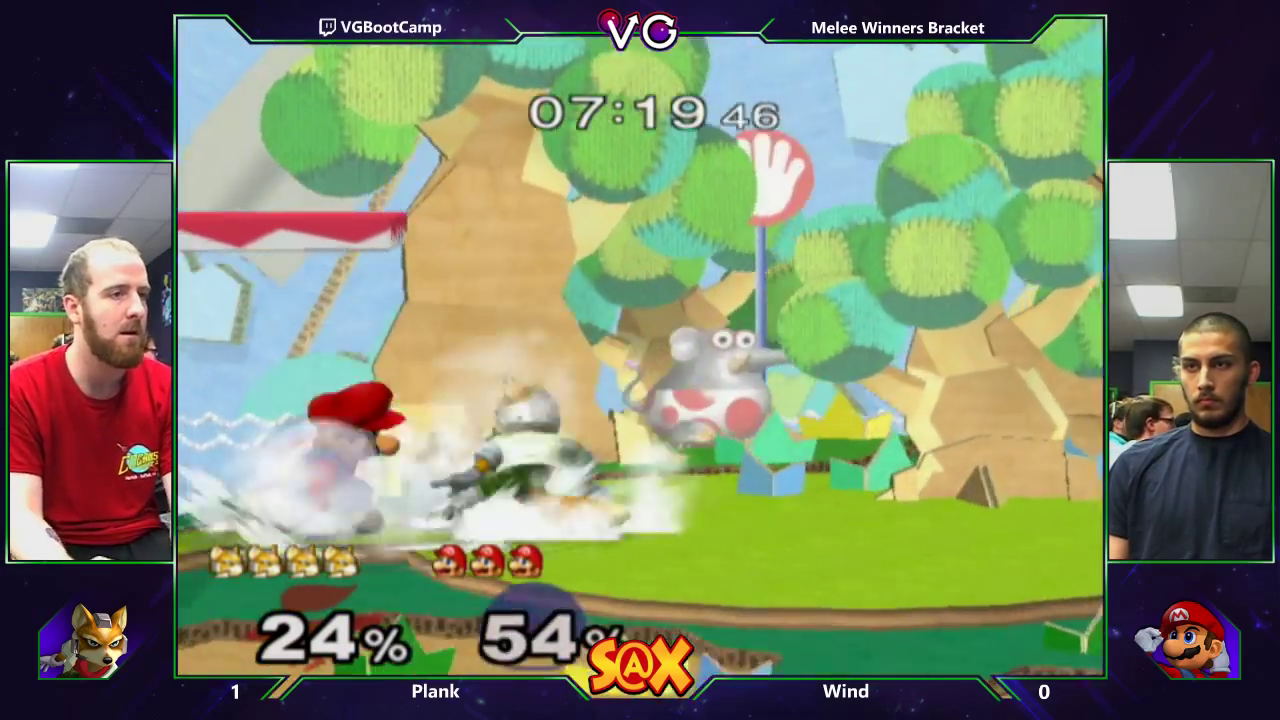 VGBootCamp
VG
Melee Winners Bracket
07:19 46
24%
54%
S@X
1
Plank
Wind
0